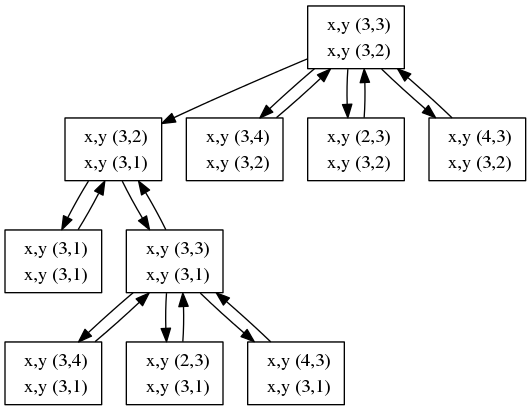 x,y (3,3)
x,y (3,2)
x,y (3,2)
x,y (3,1)
x,y (3,4)
x,y (3,2)
x,y (2,3)
x,y (3,2)
x,y (4,3)
x,y (3,2)
x,y (3,1)
x,y (3,1)
x,y (3,3)
x,y (3,1)
x,y (3,4)
x,y (3,1)
x,y (2,3)
x,y (3,1)
x,y (4,3)
x,y (3,1)